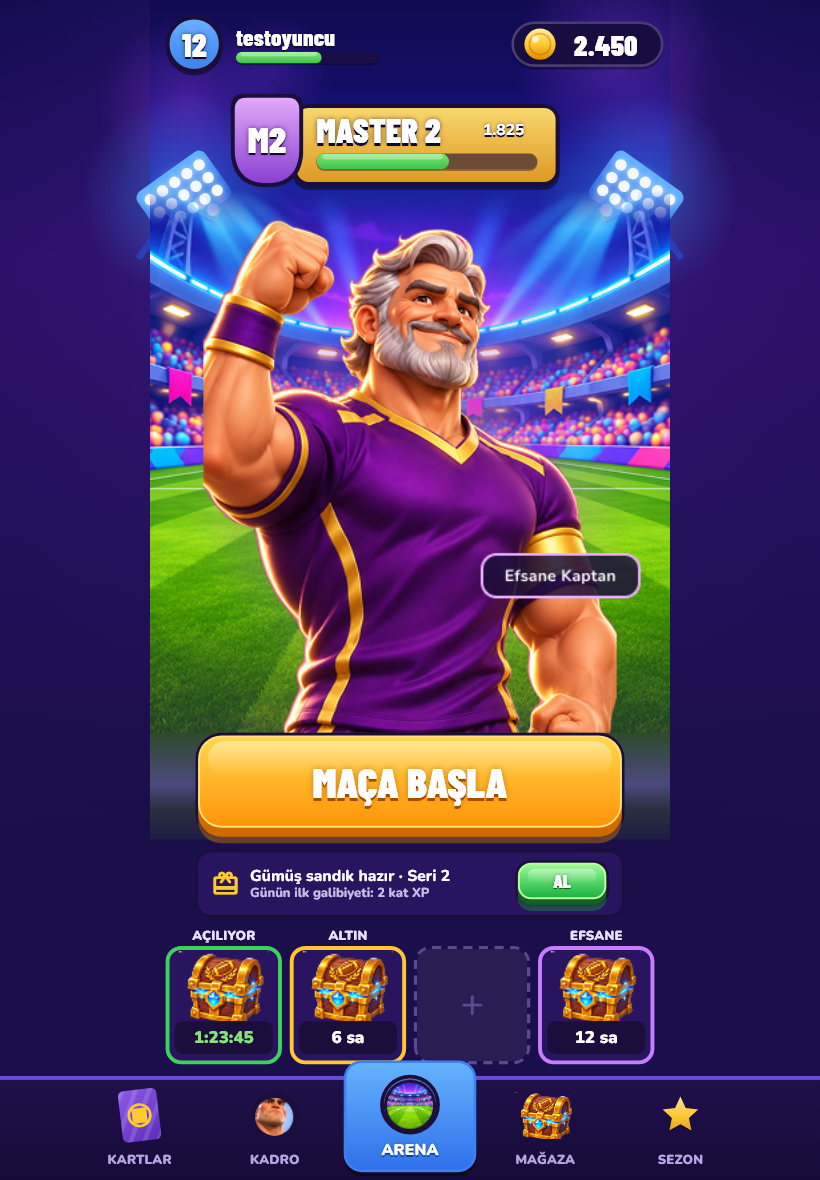 12
testoyuncu
2.450
M2
MASTER 2
1.825
Efsane Kaptan
MAÇA BAŞLA
Gümüş sandık hazır · Seri 2
Günün ilk galibiyeti: 2 kat XP
AL
AÇILIYOR
ALTIN
EFSANE
+
1:23:45
6 sa
12 sa
KARTLAR
KADRO
ARENA
MAĞAZA
SEZON